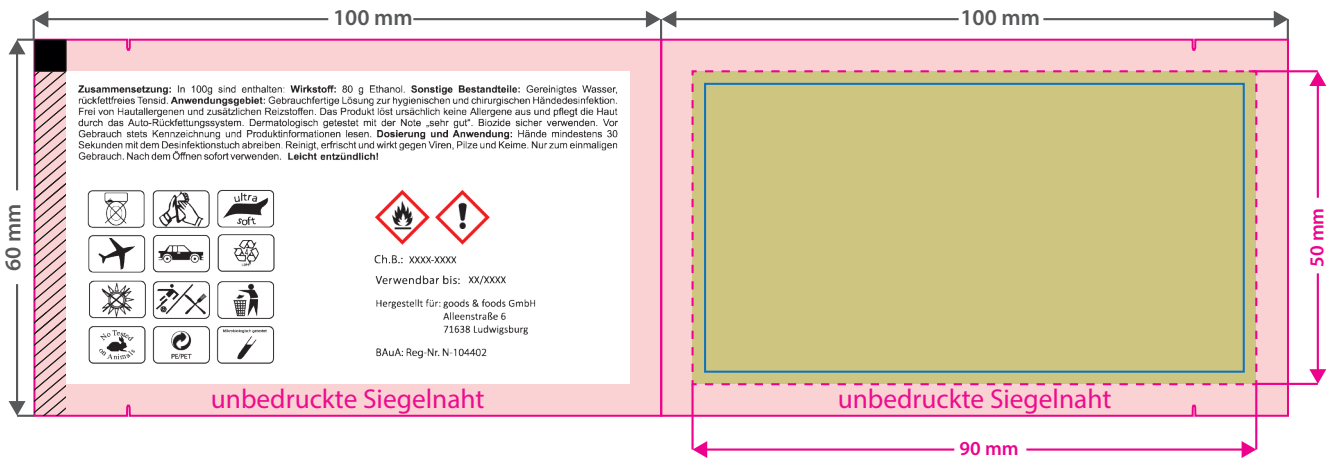 100 mm
100 mm
60 mm
Zusammensetzung: In 100g sind enthalten: Wirkstoff: 80 g Ethanol. Sonstige Bestandteile: Gereinigtes Wasser,
rückfettfreies Tensid. Anwendungsgebiet: Gebrauchfertige Lösung zur hygienischen und chirurgischen Händedesinfektion.
Frei von Hautallergenen und zusätzlichen Reizstoffen. Das Produkt löst ursächlich keine Allergene aus und pflegt die Haut
durch das Auto-Rückfettungssystem. Dermatologisch getestet mit der Note „sehr gut“. Biozide sicher verwenden. Vor
Gebrauch stets Kennzeichnung und Produktinformationen lesen. Dosierung und Anwendung: Hände mindestens 30
Sekunden mit dem Desinfektionstuch abreiben. Reinigt, erfrischt und wirkt gegen Viren, Pilze und Keime. Nur zum einmaligen
Gebrauch. Nach dem Öffnen sofort verwenden. Leicht entzündlich!
ultra
soft
No Tested
on Animals
PE/PET
Mikrobiologisch getestet
Ch.B.: XXXX-XXXX
Verwendbar bis: XX/XXXX
Hergestellt für: goods & foods GmbH
Alleenstraße 6
71638 Ludwigsburg
BAuA: Reg-Nr. N-104402
unbedruckte Siegelnaht
unbedruckte Siegelnaht
50 mm
90 mm